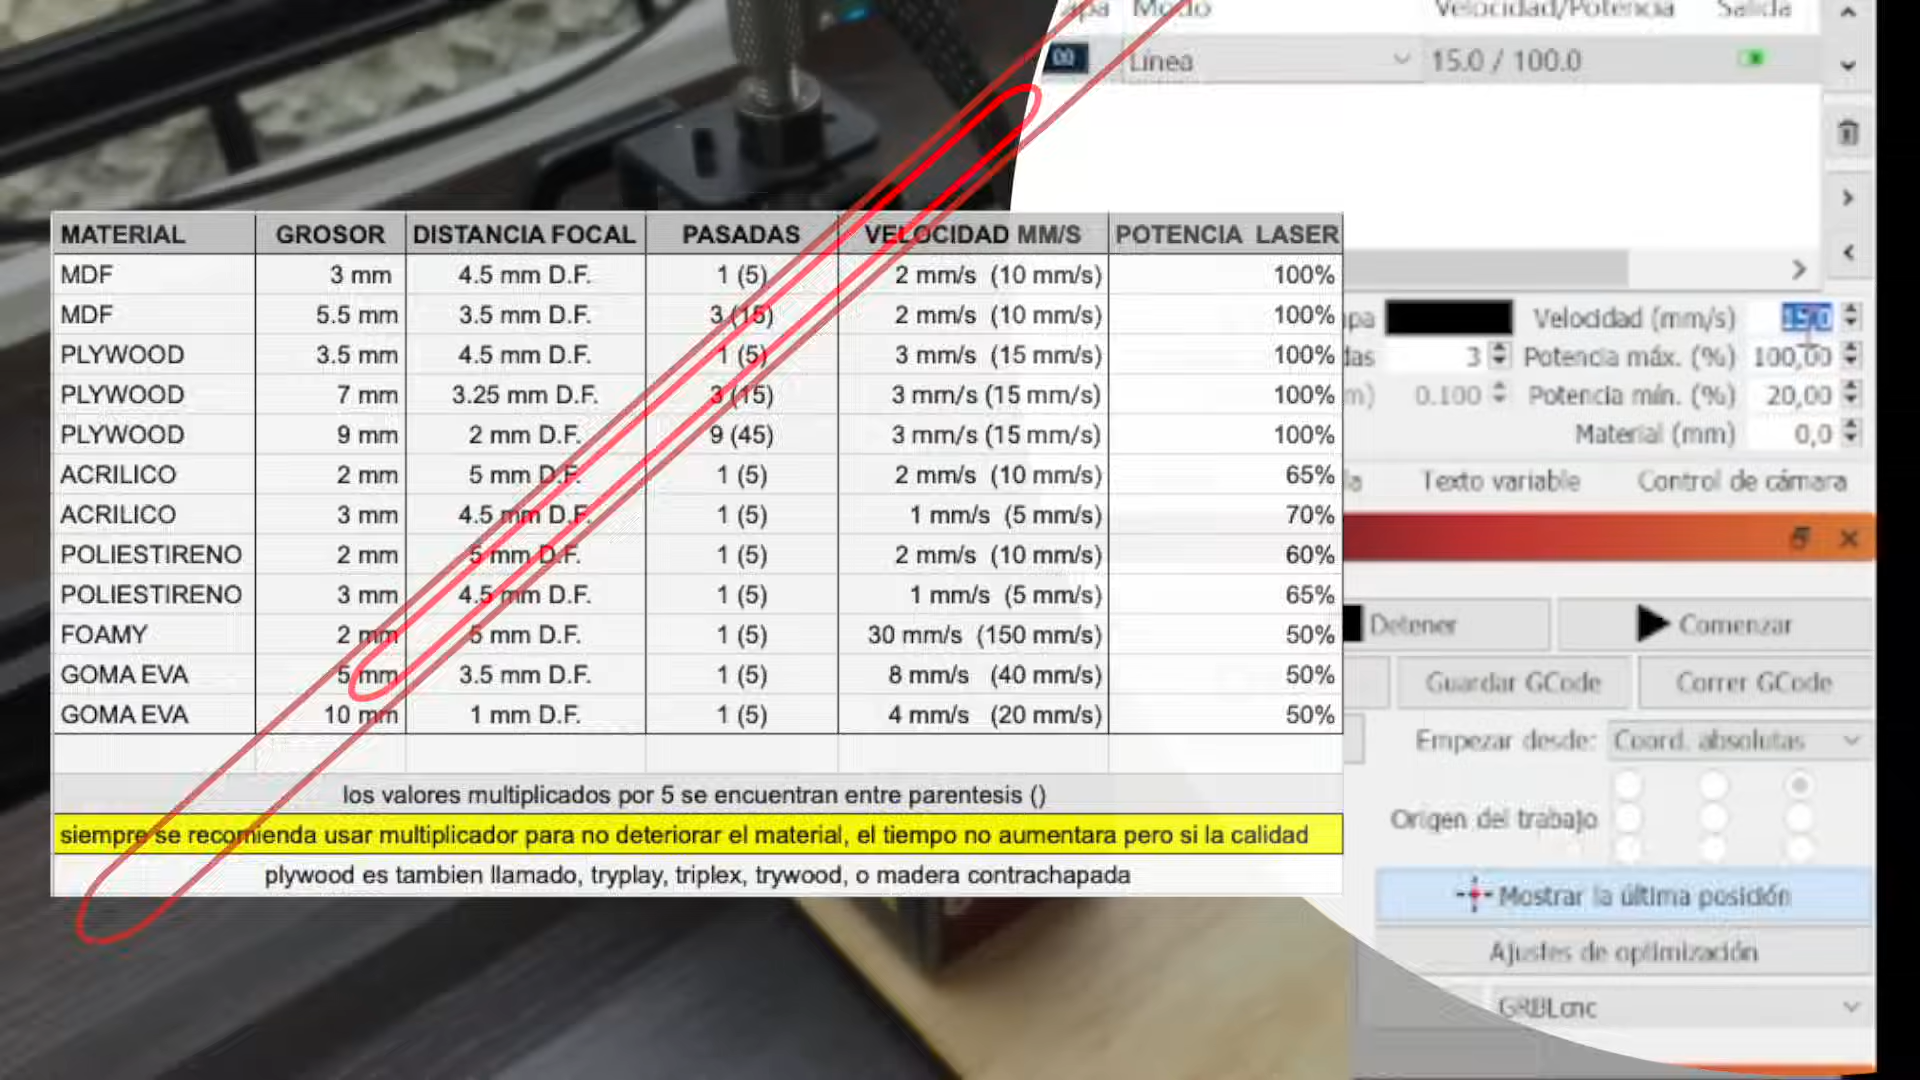 Modo Velocidad/Potencia Salida
00 Línea 15.0 / 100.0
MATERIAL GROSOR DISTANCIA FOCAL PASADAS VELOCIDAD MM/S POTENCIA LASER
MDF 3 mm 4.5 mm D.F. 1 (5) 2 mm/s (10 mm/s) 100%
MDF 5.5 mm 3.5 mm D.F. 3 (15) 2 mm/s (10 mm/s) 100%
PLYWOOD 3.5 mm 4.5 mm D.F. 1 (5) 3 mm/s (15 mm/s) 100%
PLYWOOD 7 mm 3.25 mm D.F. 3 (15) 3 mm/s (15 mm/s) 100%
PLYWOOD 9 mm 2 mm D.F. 9 (45) 3 mm/s (15 mm/s) 100%
ACRILICO 2 mm 5 mm D.F. 1 (5) 2 mm/s (10 mm/s) 65%
ACRILICO 3 mm 4.5 mm D.F. 1 (5) 1 mm/s (5 mm/s) 70%
POLIESTIRENO 2 mm 5 mm D.F. 1 (5) 2 mm/s (10 mm/s) 60%
POLIESTIRENO 3 mm 4.5 mm D.F. 1 (5) 1 mm/s (5 mm/s) 65%
FOAMY 2 mm 5 mm D.F. 1 (5) 30 mm/s (150 mm/s) 50%
GOMA EVA 5 mm 3.5 mm D.F. 1 (5) 8 mm/s (40 mm/s) 50%
GOMA EVA 10 mm 1 mm D.F. 1 (5) 4 mm/s (20 mm/s) 50%
los valores multiplicados por 5 se encuentran entre parentesis ()
siempre se recomienda usar multiplicador para no deteriorar el material, el tiempo no aumentara pero si la calidad
plywood es tambien llamado, tryplay, triplex, trywood, o madera contrachapada
Velocidad (mm/s)
3 Potencia máx. (%) 100,00
0.100 Potencia mín. (%) 20,00
Material (mm) 0,0
Texto variable Control de cámara
Detener Comenzar
Guardar GCode Correr GCode
Empezar desde: Coord. absolutas
Origen del trabajo
Mostrar la última posición
Ajustes de optimización
GRBLcnc